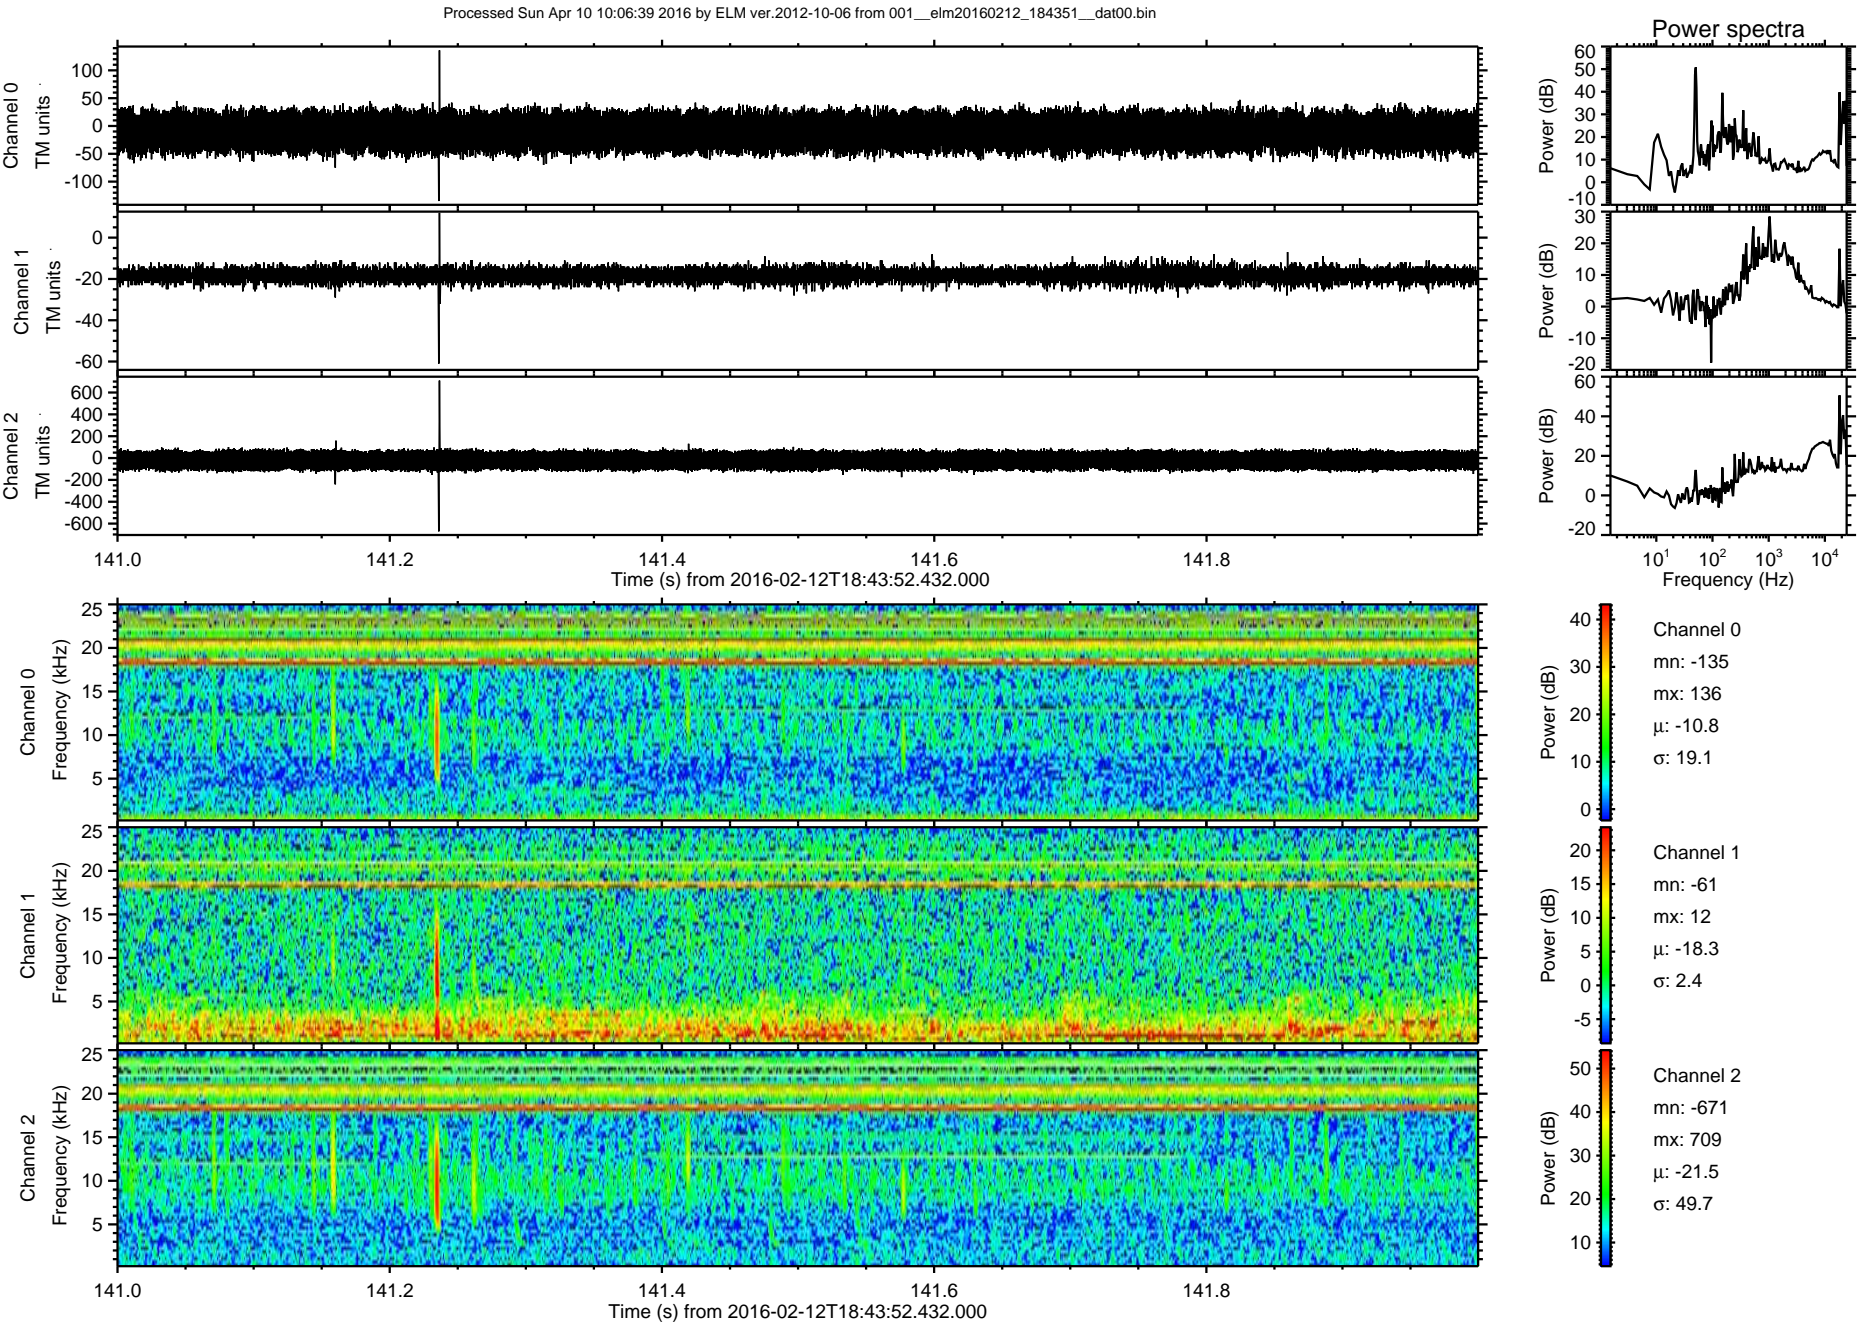 Processed Sun Apr 10 10:06:39 2016 by ELM ver.2012-10-06 from 001__elm20160212_184351__dat00.bin
Power spectra
Channel 0
TM units
100
50
0
-50
-100
Power (dB)
60
50
40
30
20
10
0
-10
Channel 1
TM units
0
-20
-40
-60
Power (dB)
30
20
10
0
-10
-20
Channel 2
TM units
600
400
200
0
-200
-400
-600
Power (dB)
60
40
20
0
-20
141.0 141.2 141.4 141.6 141.8
Time (s) from 2016-02-12T18:43:52.432.000
10¹ 10² 10³ 10⁴
Frequency (Hz)
Channel 0
Frequency (kHz)
25
20
15
10
5
Power (dB)
40
30
20
10
0
Channel 0
mn: -135
mx: 136
µ: -10.8
σ: 19.1
Channel 1
Frequency (kHz)
25
20
15
10
5
Power (dB)
20
15
10
5
0
-5
Channel 1
mn: -61
mx: 12
µ: -18.3
σ: 2.4
Channel 2
Frequency (kHz)
25
20
15
10
5
Power (dB)
50
40
30
20
10
Channel 2
mn: -671
mx: 709
µ: -21.5
σ: 49.7
141.0 141.2 141.4 141.6 141.8
Time (s) from 2016-02-12T18:43:52.432.000